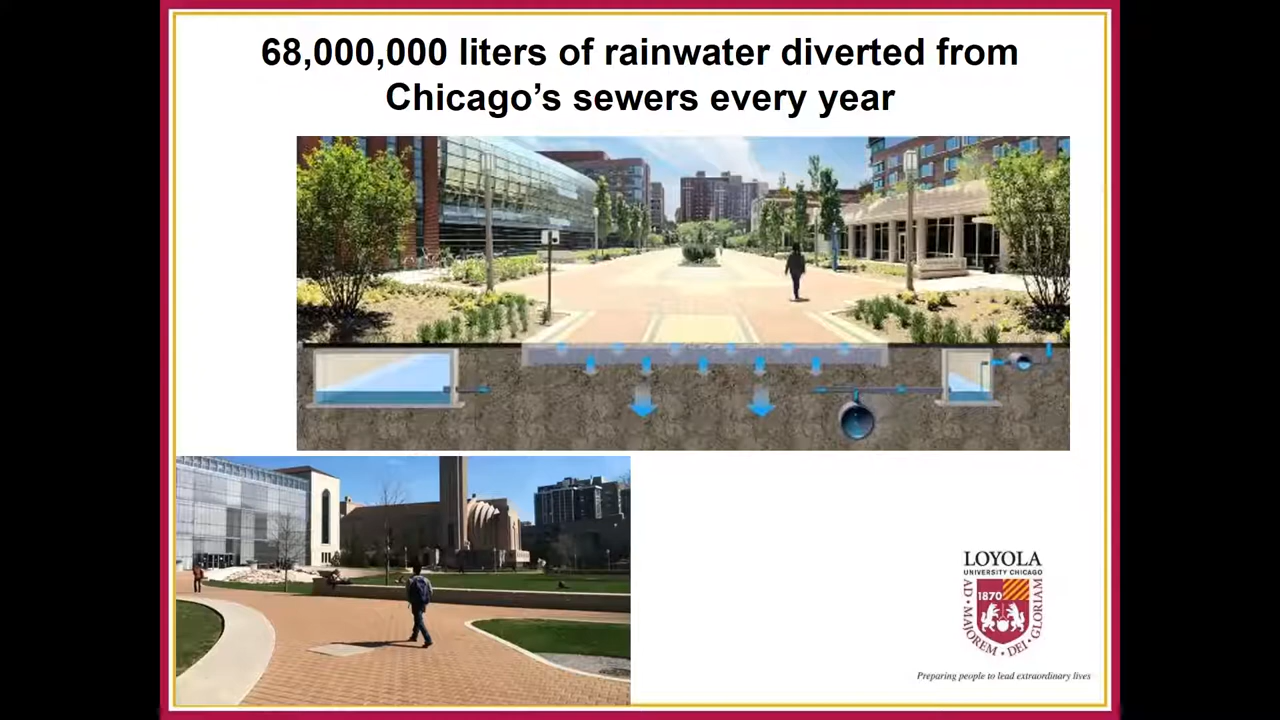 68,000,000 liters of rainwater diverted from
Chicago’s sewers every year
LOYOLA
UNIVERSITY CHICAGO
1870
AD • MAJOREM • DEI • GLORIAM
Preparing people to lead extraordinary lives